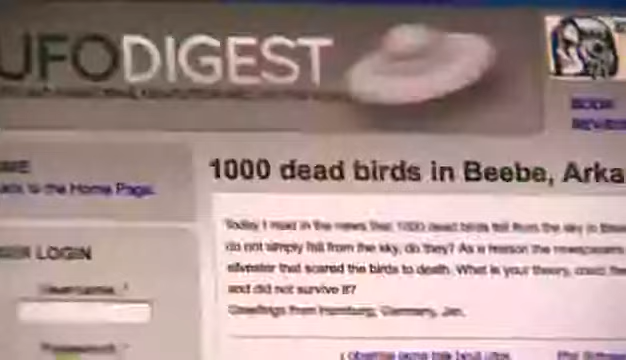 UFODIGEST
BOOK
REVIEWS
1000 dead birds in Beebe, Arka
to the Home Page.
Today I read in the news that 1000 dead birds fell from the sky in
do not simply fall from the sky, do they? As a reason the newspapers
silvester that scared the birds to death. What is your theory, could
and did not survive it?
Greetings from Hamburg, Germany, Jan.
LOGIN
Username: *
Password: *